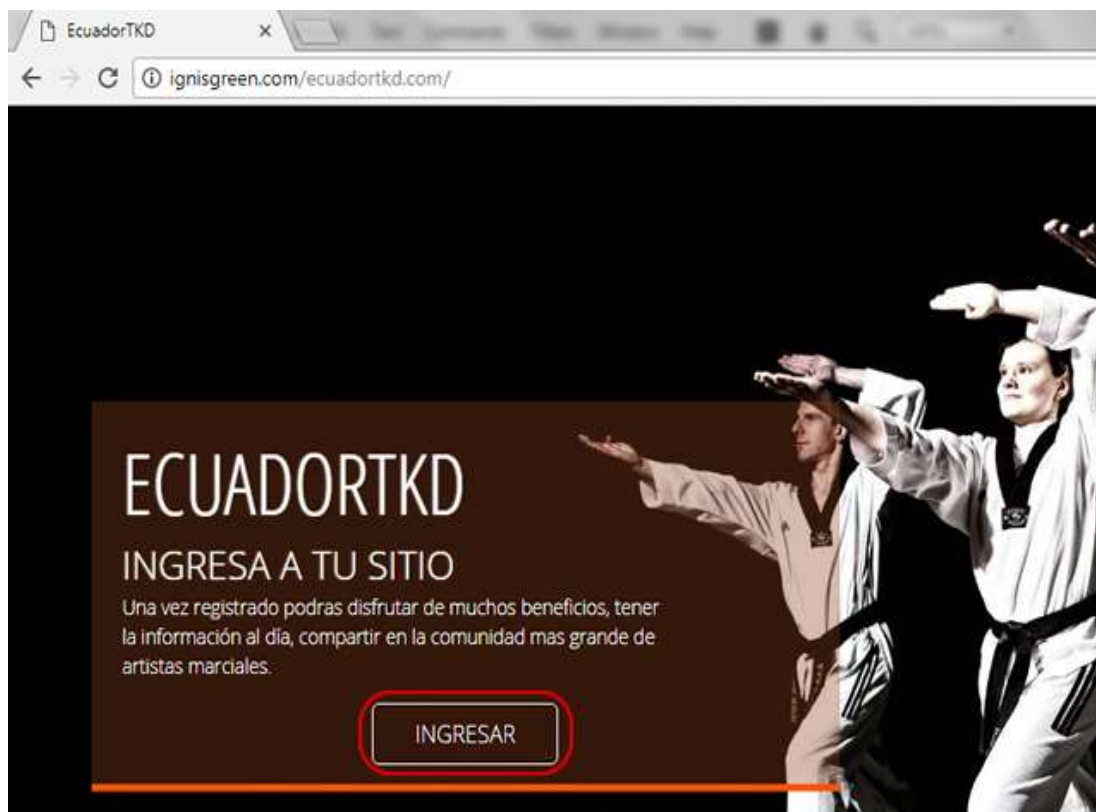 EcuadorTKD
ignisgreen.com/ecuadortkd.com/
ECUADORTKD
INGRESA A TU SITIO
Una vez registrado podras disfrutar de muchos beneficios, tener
la información al día, compartir en la comunidad mas grande de
artistas marciales.
INGRESAR